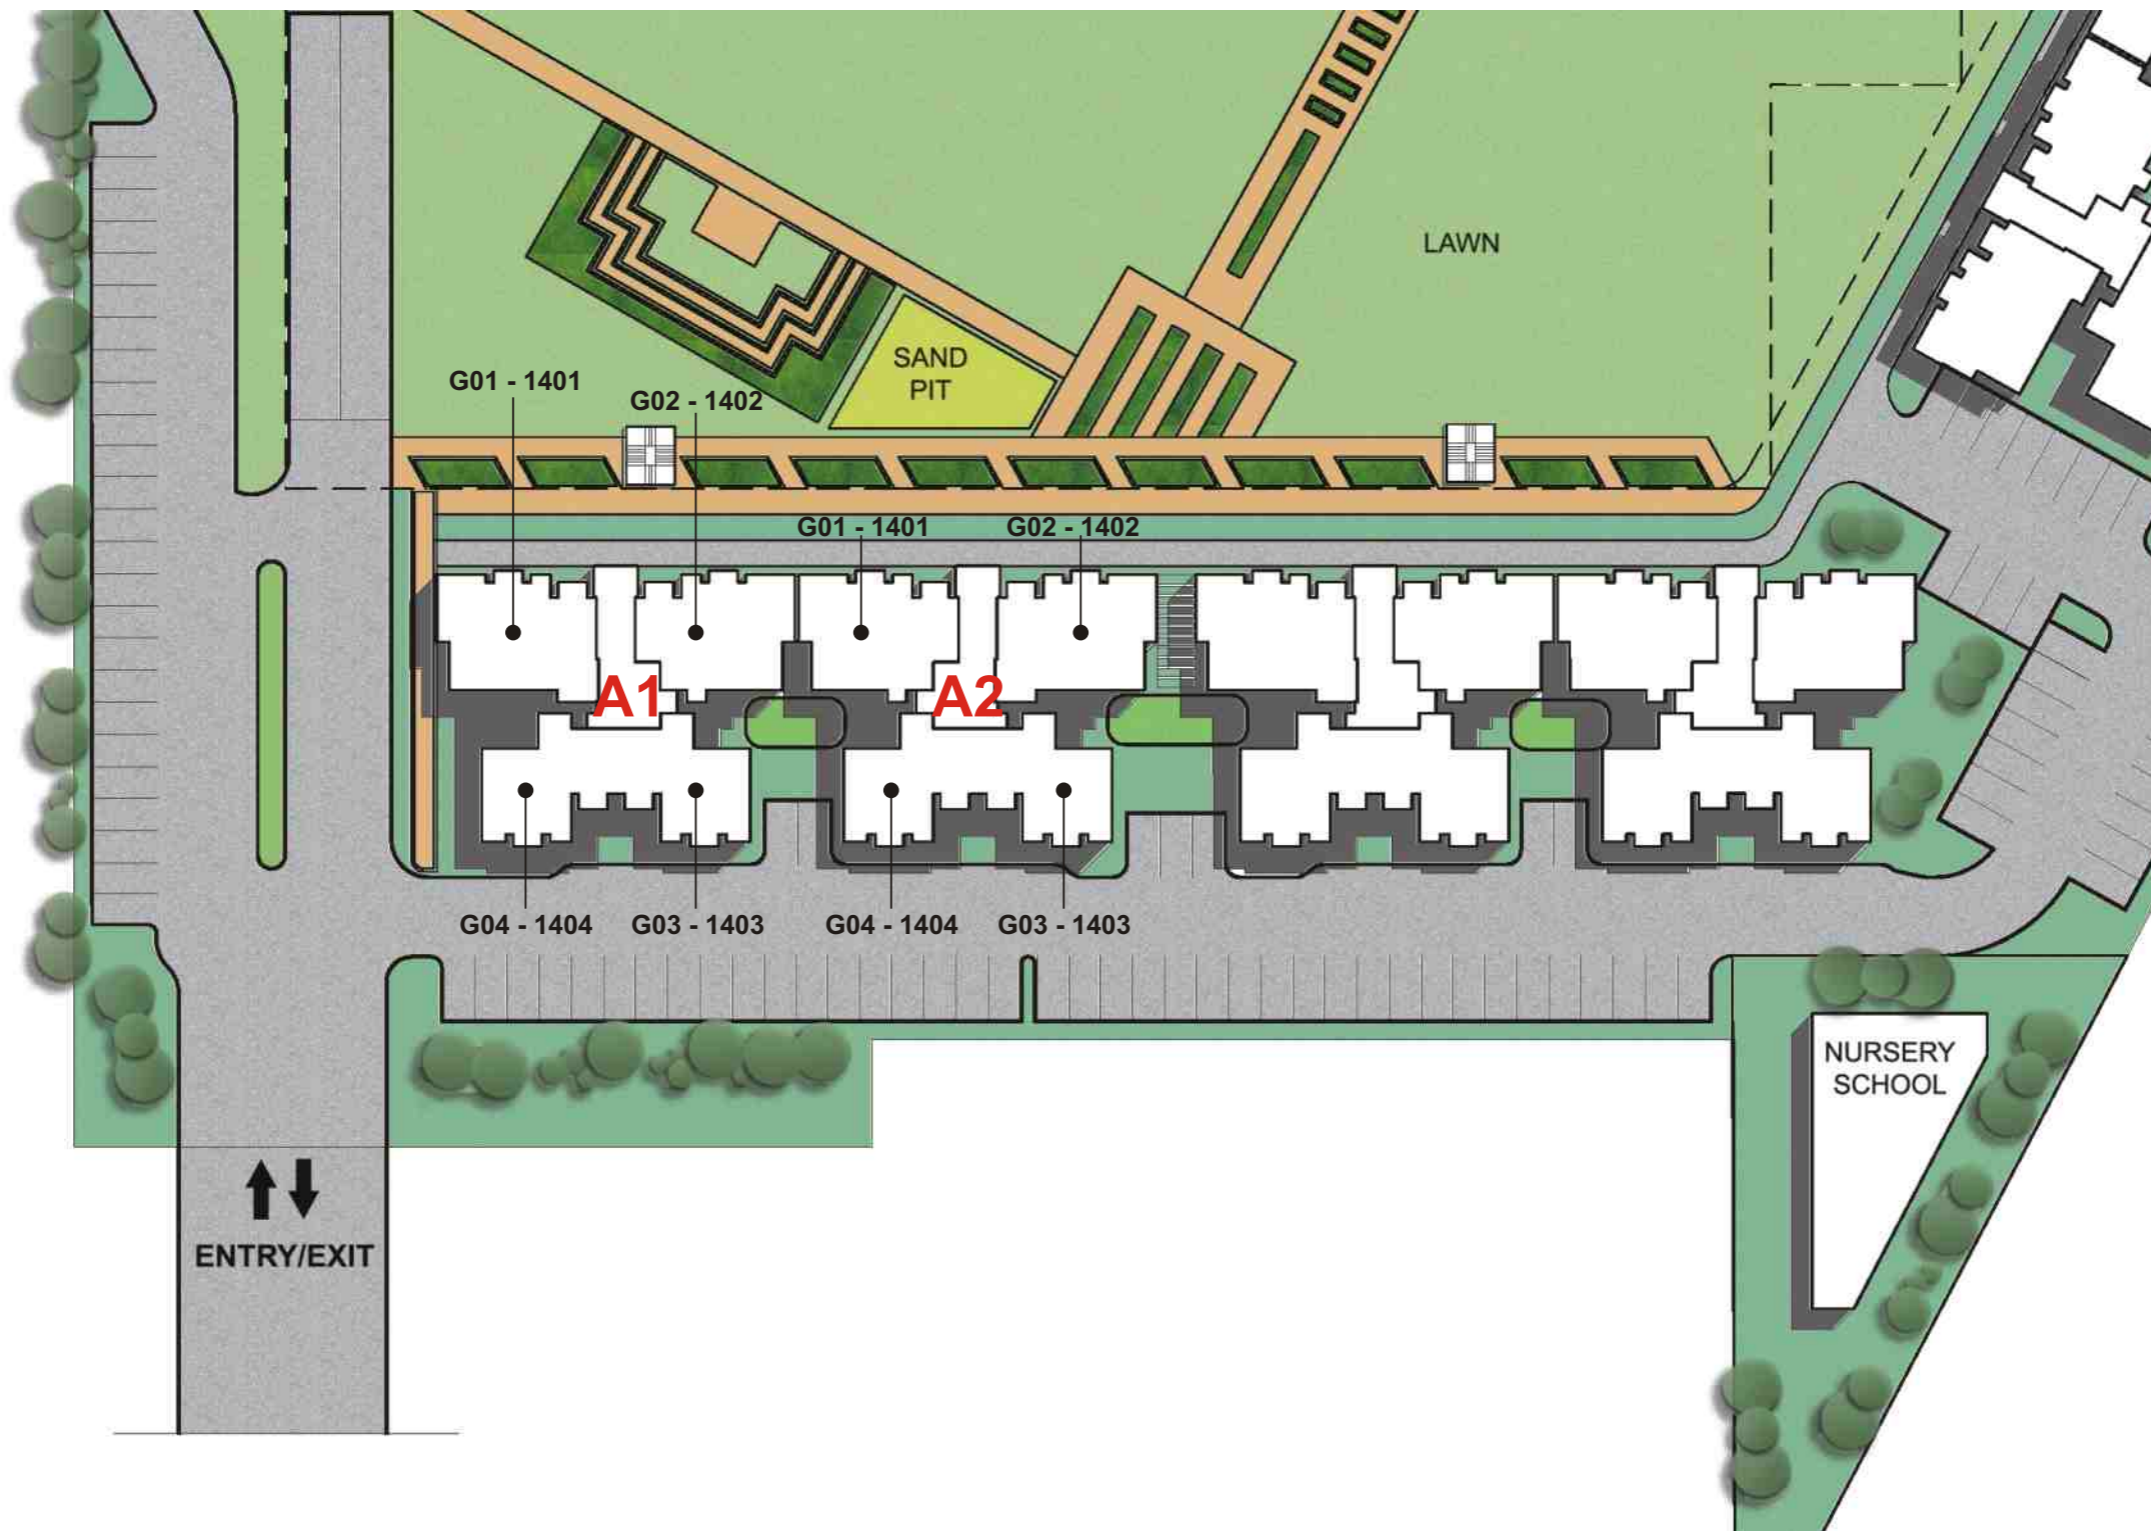 LAWN
SAND
PIT
G01 - 1401
G02 - 1402
G01 - 1401
G02 - 1402
A1
A2
G04 - 1404
G03 - 1403
G04 - 1404
G03 - 1403
NURSERY
SCHOOL
ENTRY/EXIT